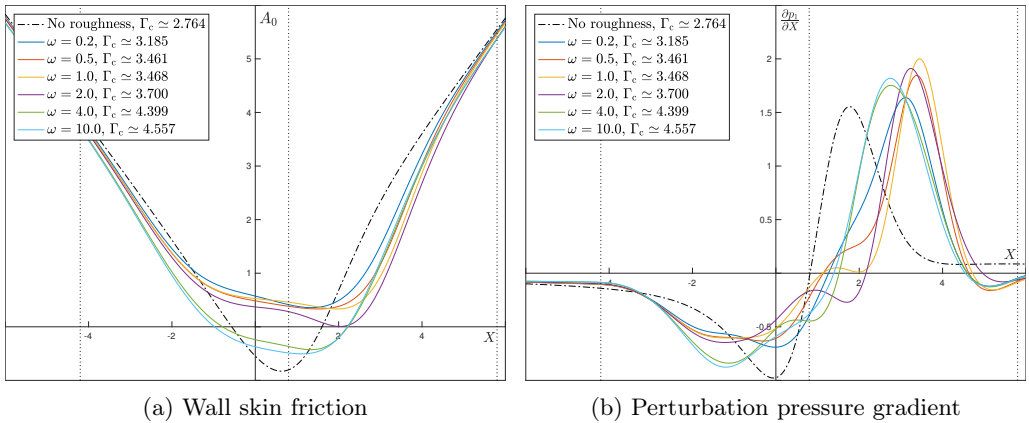 A₀
No roughness, Γc ≃ 2.764
ω = 0.2, Γc ≃ 3.185
ω = 0.5, Γc ≃ 3.461
ω = 1.0, Γc ≃ 3.468
ω = 2.0, Γc ≃ 3.700
ω = 4.0, Γc ≃ 4.399
ω = 10.0, Γc ≃ 4.557
5
4
3
2
1
0
-4
-2
2
4
X
∂p₁/∂X
No roughness, Γc ≃ 2.764
ω = 0.2, Γc ≃ 3.185
ω = 0.5, Γc ≃ 3.461
ω = 1.0, Γc ≃ 3.468
ω = 2.0, Γc ≃ 3.700
ω = 4.0, Γc ≃ 4.399
ω = 10.0, Γc ≃ 4.557
2
1.5
1
0.5
0
-0.5
-4
-2
2
4
X
(a) Wall skin friction
(b) Perturbation pressure gradient